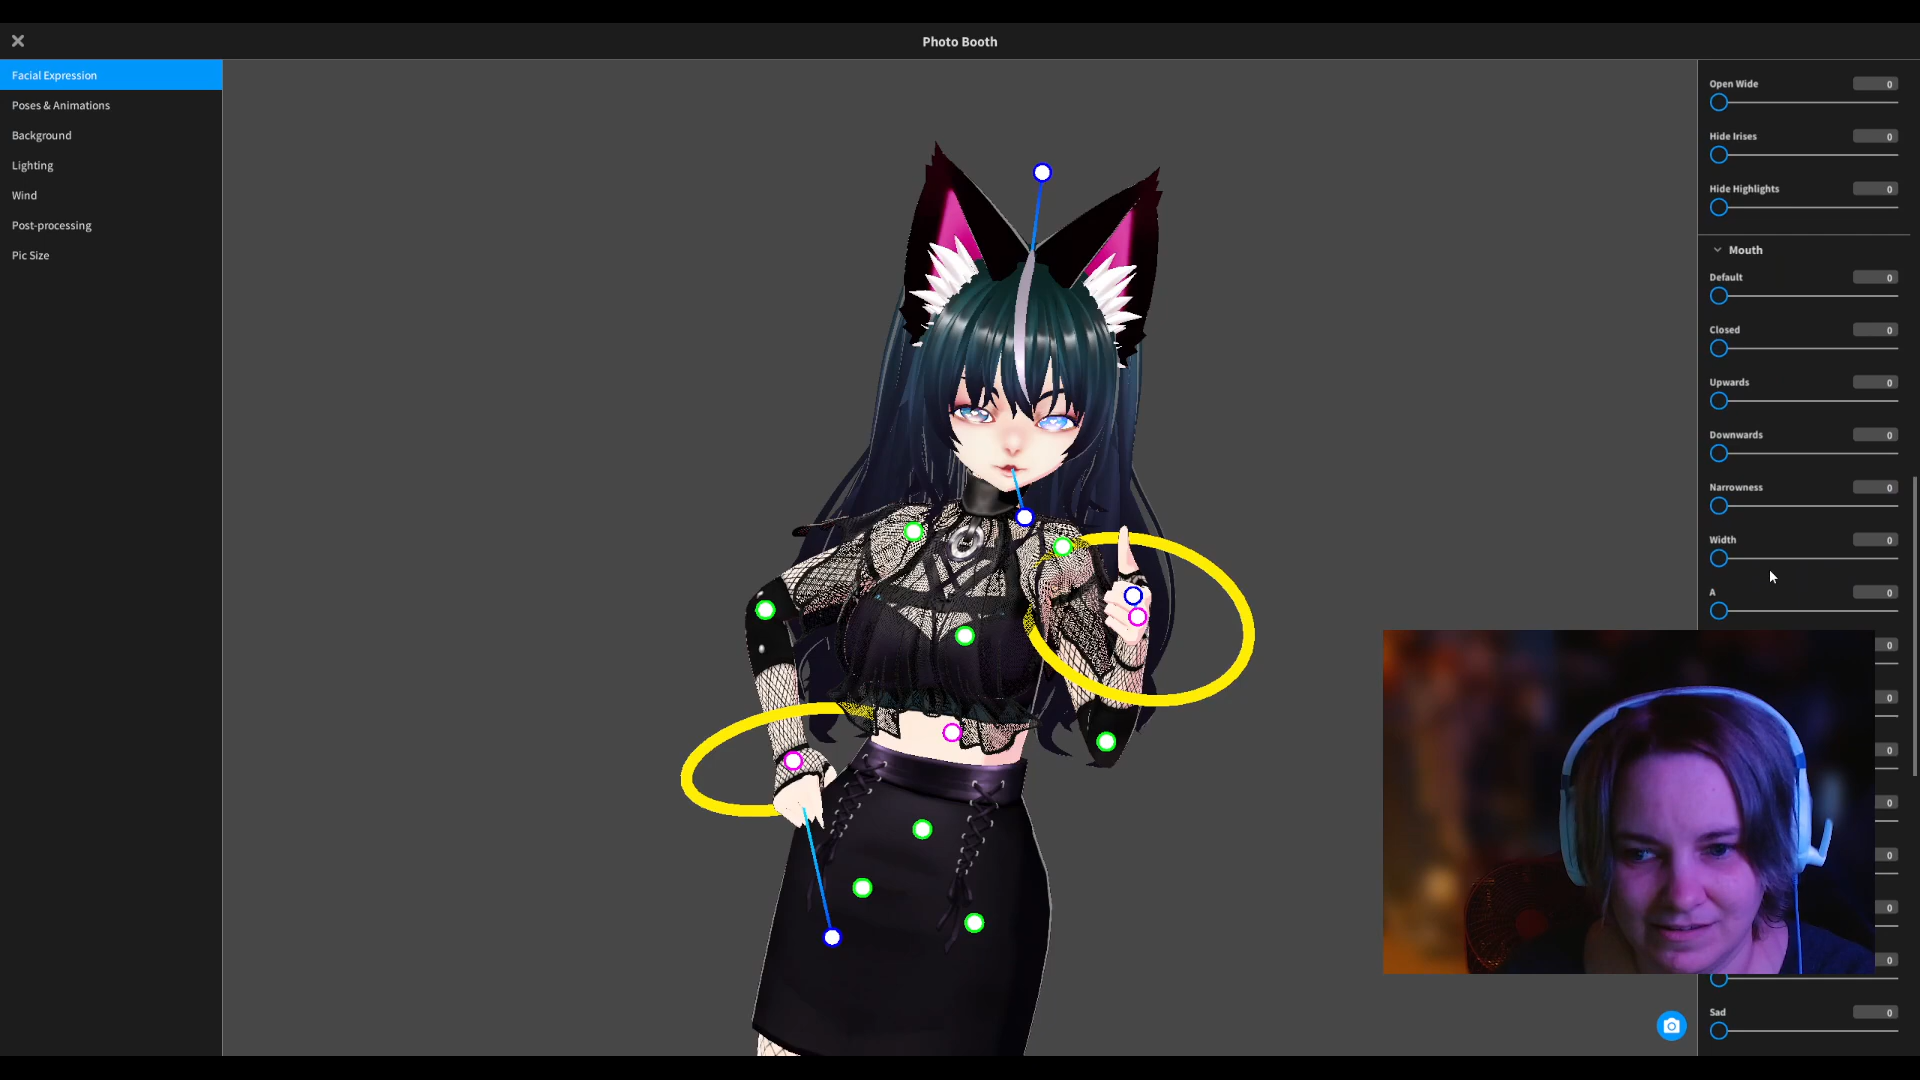 Photo Booth
Facial Expression
Poses & Animations
Background
Lighting
Wind
Post-processing
Pic Size
Open Wide 0
Hide Irises 0
Hide Highlights 0
Mouth
Default 0
Closed 0
Upwards 0
Downwards 0
Narrowness 0
Width 0
A 0
0
0
0
0
0
0
0
Sad 0